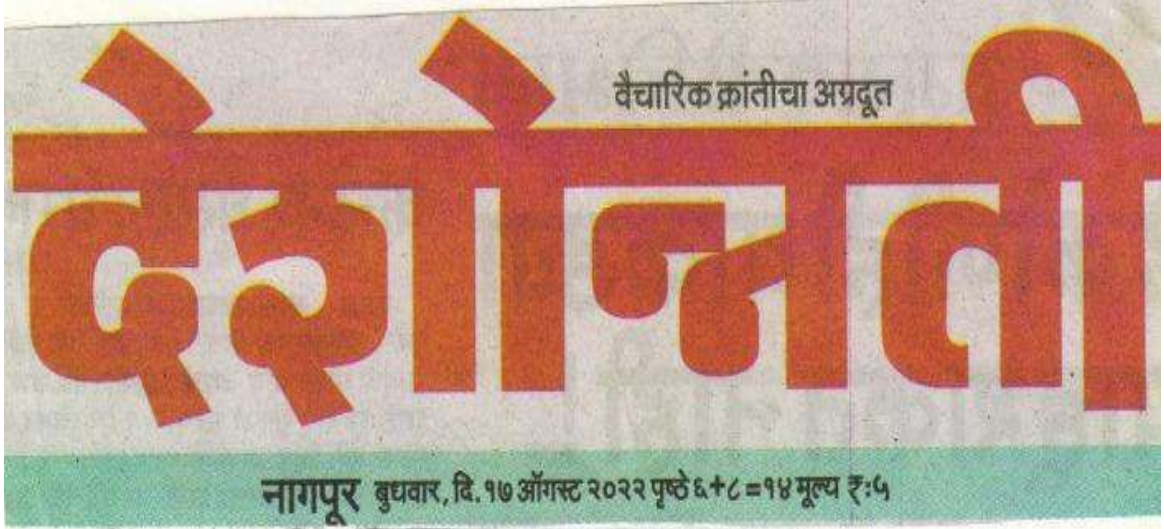 वैचारिक क्रांतीचा अग्रदूत
देशोन्नती
नागपूर बुधवार, दि. १७ ऑगस्ट २०२२ पृष्ठे ६+८=१४ मूल्य ₹:५